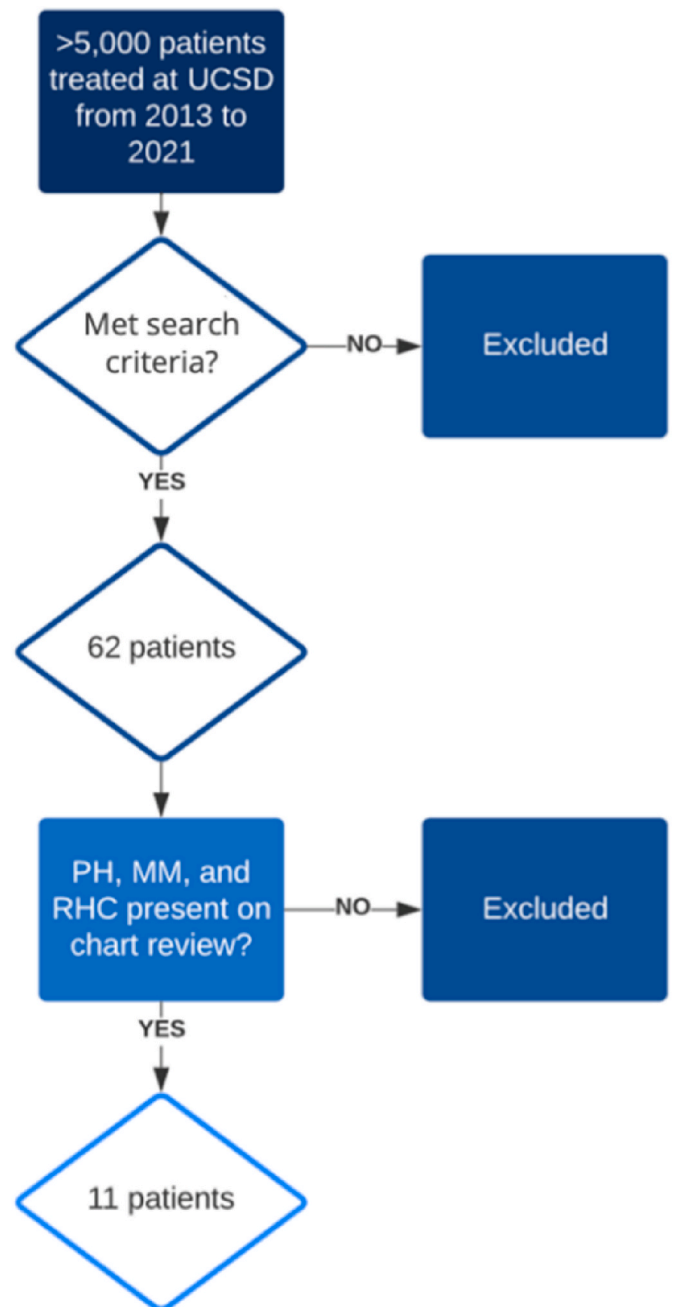 >5,000 patients
treated at UCSD
from 2013 to
2021
Met search
criteria?
NO
Excluded
YES
62 patients
PH, MM, and
RHC present on
chart review?
NO
Excluded
YES
11 patients